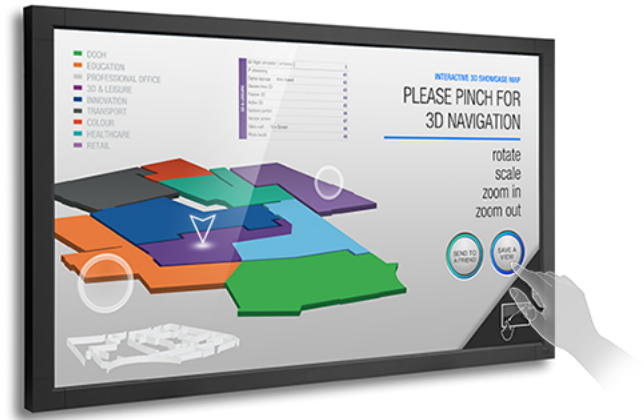 DOOH
EDUCATION
PROFESSIONAL OFFICE
3D & LEISURE
INNOVATION
TRANSPORT
COLOUR
HEALTHCARE
RETAIL
INTERACTIVE 3D SHOWCASE MAP
PLEASE PINCH FOR
3D NAVIGATION
rotate
scale
zoom in
zoom out
SEND TO
A FRIEND
SAVE A
VIEW